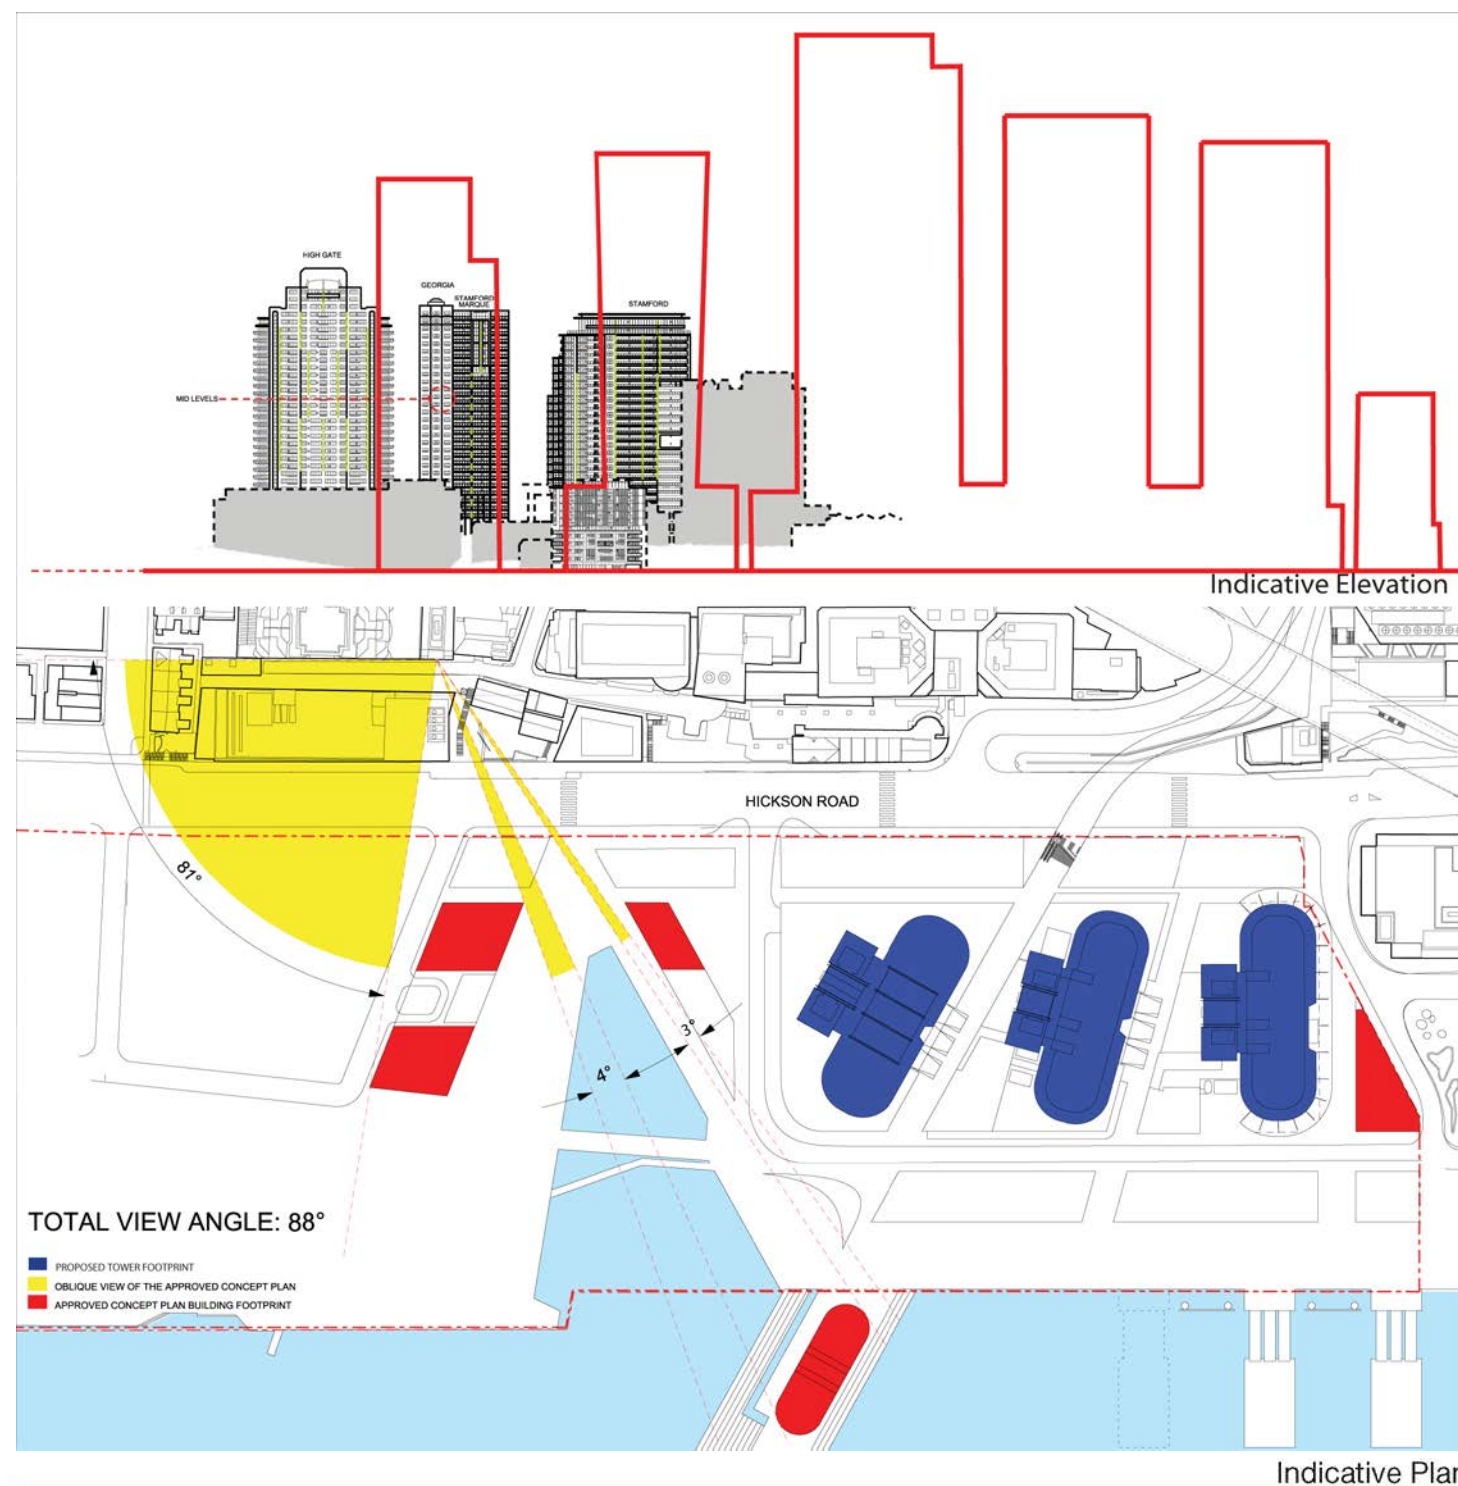 HIGH GATE
GEORGIA
STAMFORD
MARQUE
STAMFORD
MID LEVELS
Indicative Elevation
HICKSON ROAD
81°
3°
4°
TOTAL VIEW ANGLE: 88°
PROPOSED TOWER FOOTPRINT
OBLIQUE VIEW OF THE APPROVED CONCEPT PLAN
APPROVED CONCEPT PLAN BUILDING FOOTPRINT
Indicative Plan